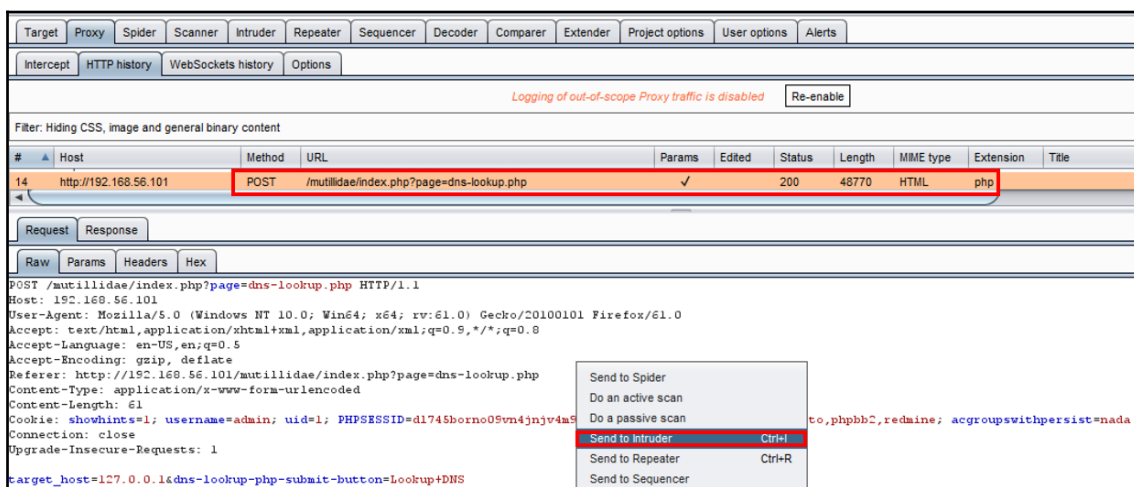 Target Proxy Spider Scanner Intruder Repeater Sequencer Decoder Comparer Extender Project options User options Alerts
Intercept HTTP history WebSockets history Options
Logging of out-of-scope Proxy traffic is disabled Re-enable
Filter: Hiding CSS, image and general binary content
# Host Method URL Params Edited Status Length MIME type Extension Title
14 http://192.168.56.101 POST /mutillidae/index.php?page=dns-lookup.php ✓ 200 48770 HTML php
Request Response
Raw Params Headers Hex
POST /mutillidae/index.php?page=dns-lookup.php HTTP/1.1
Host: 192.168.56.101
User-Agent: Mozilla/5.0 (Windows NT 10.0; Win64; x64; rv:61.0) Gecko/20100101 Firefox/61.0
Accept: text/html,application/xhtml+xml,application/xml;q=0.9,*/*;q=0.8
Accept-Language: en-US,en;q=0.5
Accept-Encoding: gzip, deflate
Referer: http://192.168.56.101/mutillidae/index.php?page=dns-lookup.php
Content-Type: application/x-www-form-urlencoded
Content-Length: 61
Cookie: showhints=1; username=admin; uid=1; PHPSESSID=d1745borno09vn4jnjv4m9 to,phpbb2,redmine; acgroupswithpersist=nada
Connection: close
Upgrade-Insecure-Requests: 1
target_host=127.0.0.1&dns-lookup-php-submit-button=Lookup+DNS
Send to Spider
Do an active scan
Do a passive scan
Send to Intruder Ctrl+I
Send to Repeater Ctrl+R
Send to Sequencer